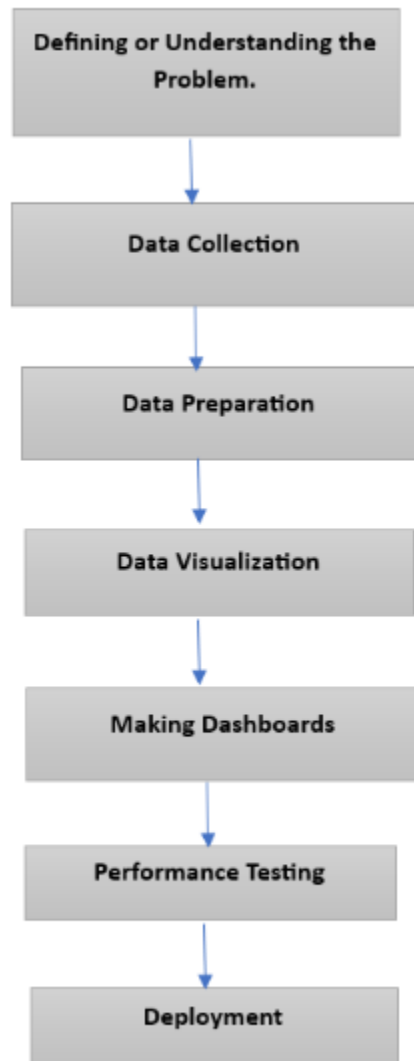 Defining or Understanding the
Problem.
Data Collection
Data Preparation
Data Visualization
Making Dashboards
Performance Testing
Deployment